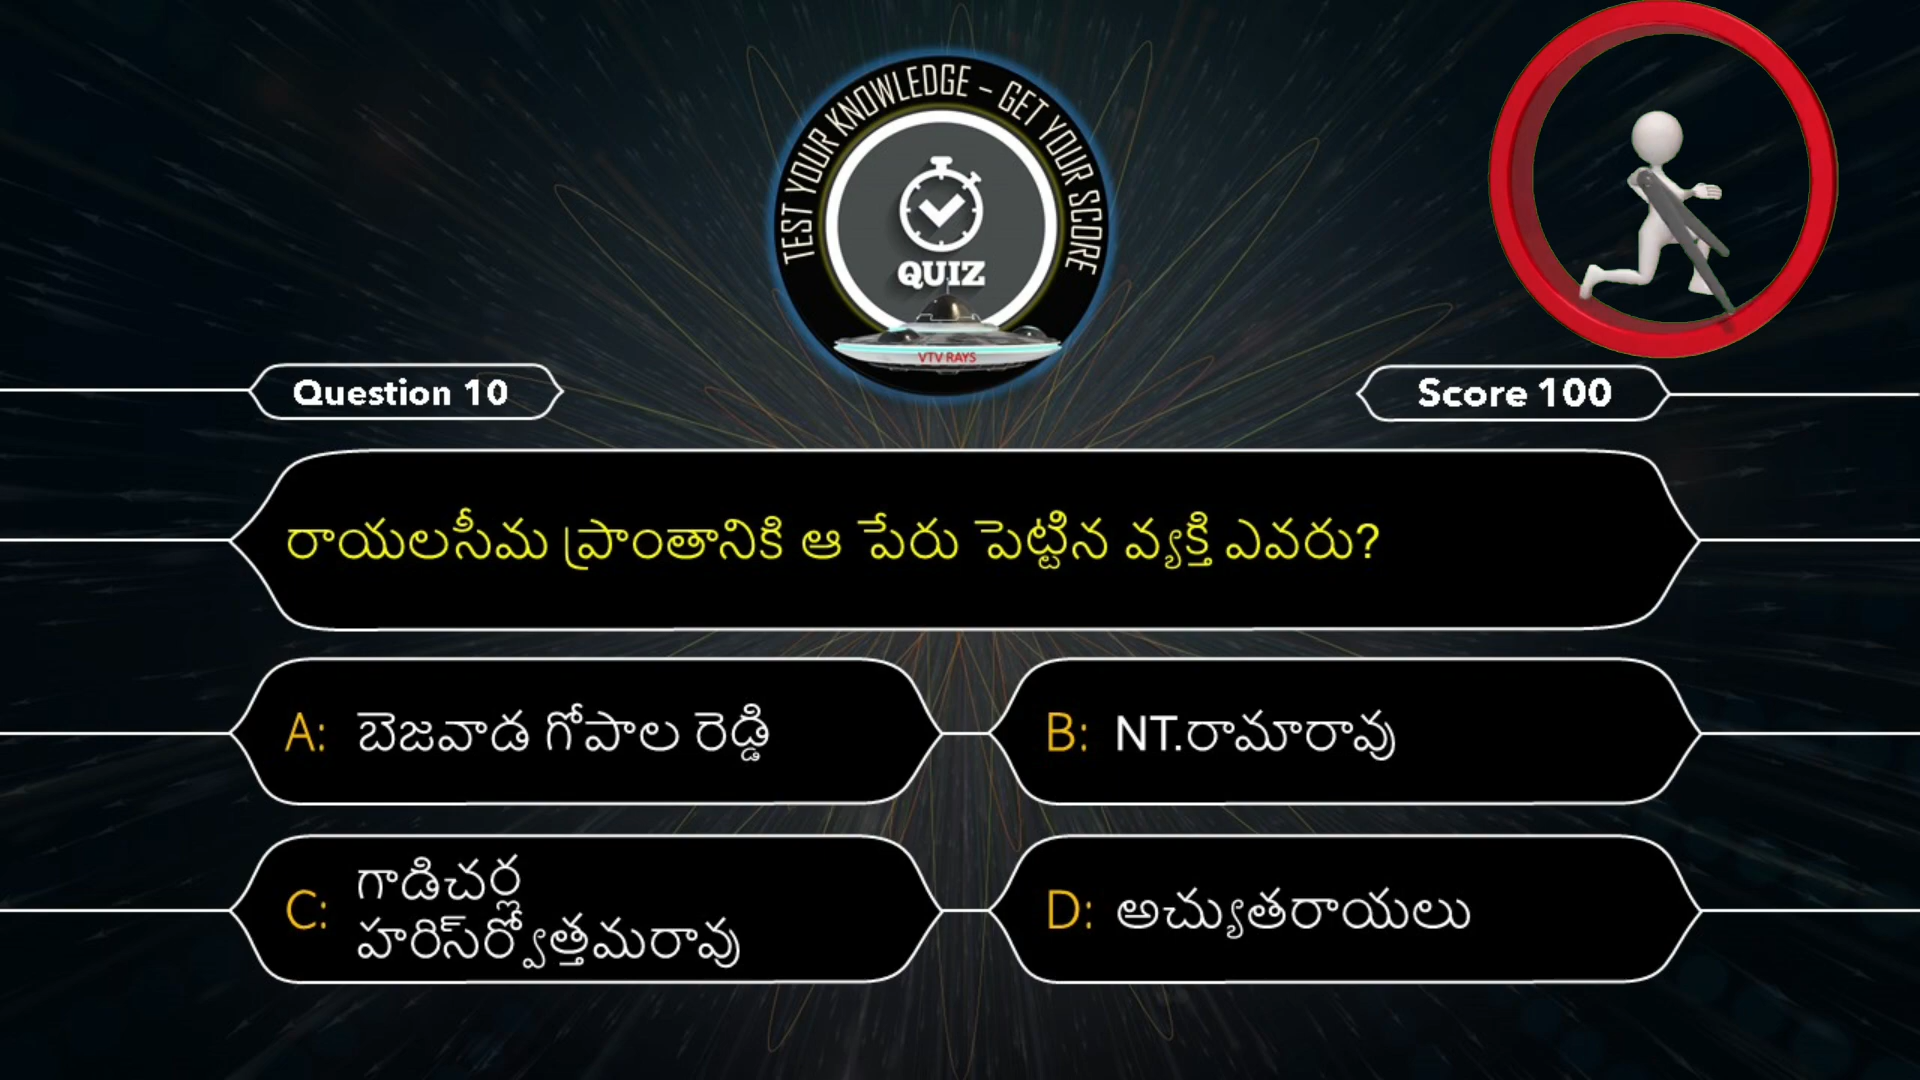 TEST YOUR KNOWLEDGE – GET YOUR SCORE
QUIZ
VTV RAYS
Question 10
Score 100
రాయలసీమ ప్రాంతానికి ఆ పేరు పెట్టిన వ్యక్తి ఎవరు?
A: బెజవాడ గోపాల రెడ్డి
B: NT.రామారావు
C: గాడిచర్ల
హరిస్ర్వోత్తమరావు
D: అచ్యుతరాయలు